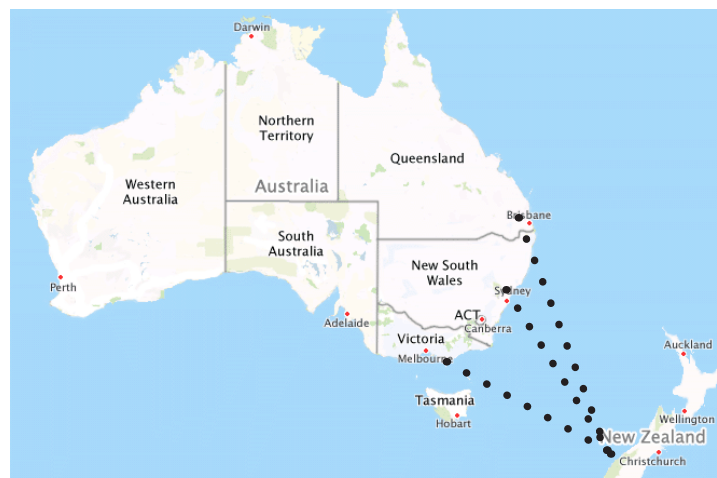 Darwin
Northern
Territory
Queensland
Western
Australia
Australia
Brisbane
South
Australia
New South
Wales
Perth
Sydney
Adelaide
ACT
Canberra
Victoria
Melbourne
Auckland
Tasmania
Hobart
Wellington
New Zealand
Christchurch